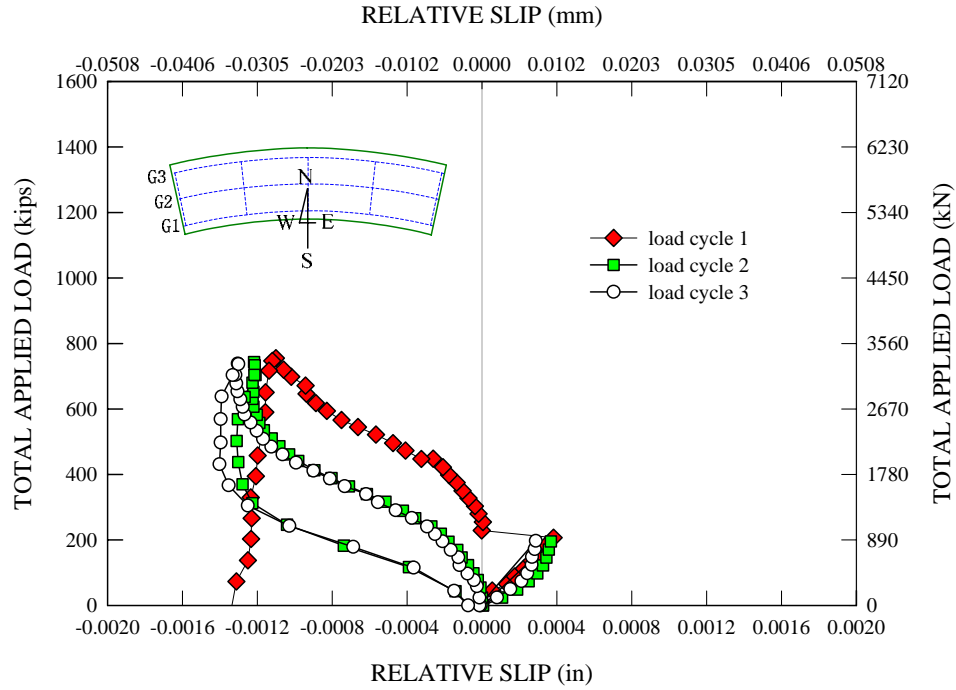 RELATIVE SLIP (mm)
-0.0508 -0.0406 -0.0305 -0.0203 -0.0102 0.0000 0.0102 0.0203 0.0305 0.0406 0.0508
1600 7120
1400 6230
1200 5340
1000 4450
800 3560
600 2670
400 1780
200 890
0 0
TOTAL APPLIED LOAD (kips)
TOTAL APPLIED LOAD (kN)
G3
G2
G1
N
W E
S
load cycle 1
load cycle 2
load cycle 3
-0.0020 -0.0016 -0.0012 -0.0008 -0.0004 0.0000 0.0004 0.0008 0.0012 0.0016 0.0020
RELATIVE SLIP (in)